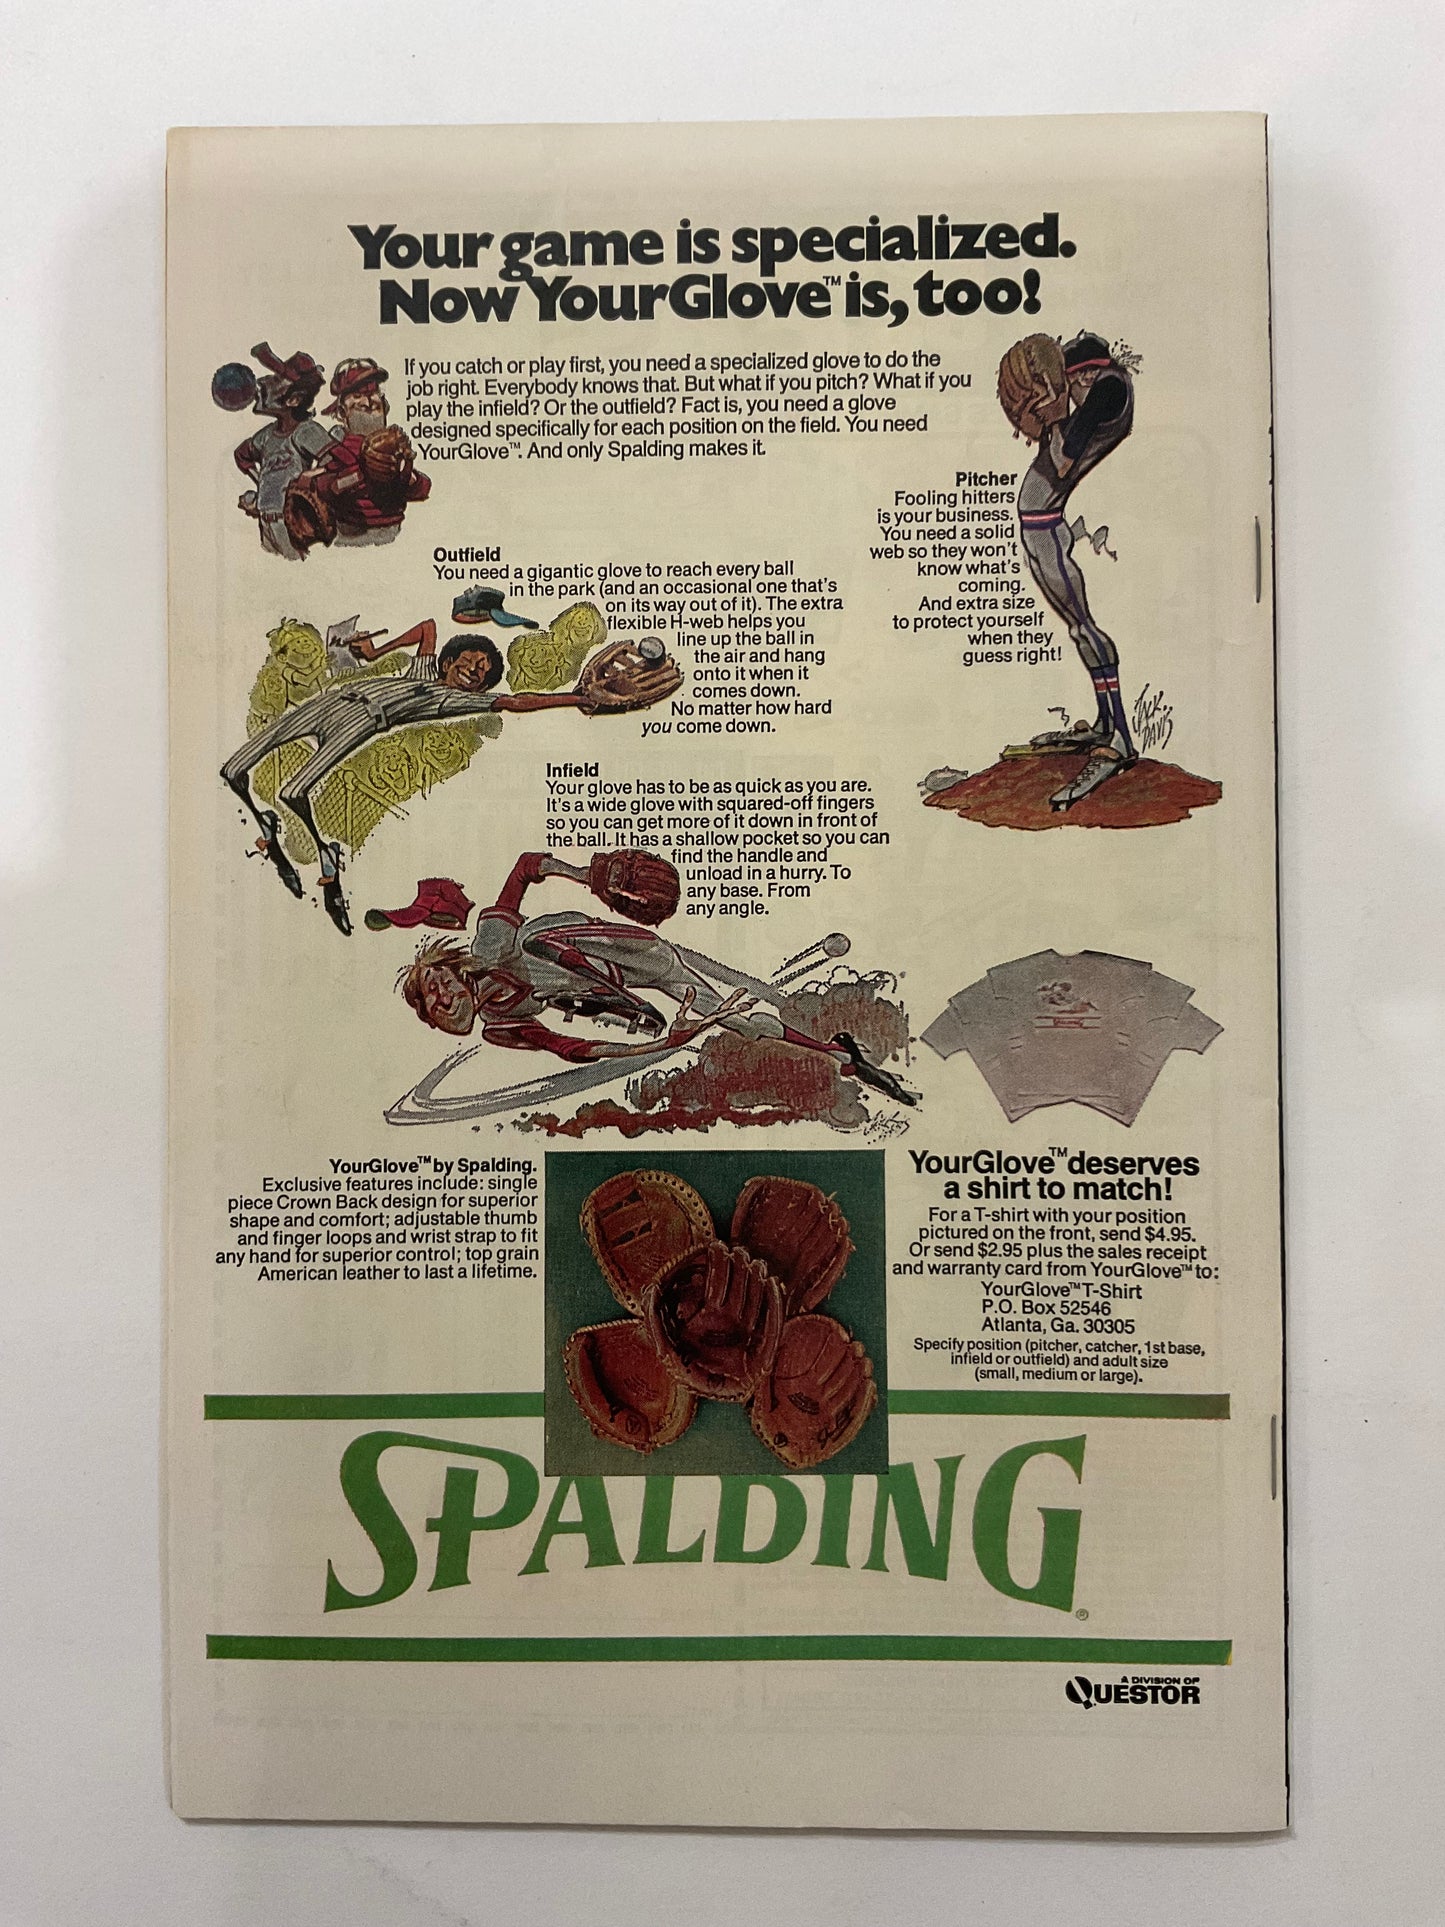 Your game is specialized.
Now YourGlove™ is, too!
If you catch or play first, you need a specialized glove to do the
job right. Everybody knows that. But what if you pitch? What if you
play the infield? Or the outfield? Fact is, you need a glove
designed specifically for each position on the field. You need
YourGlove™. And only Spalding makes it.
Pitcher
Fooling hitters
is your business.
You need a solid
web so they won't
know what's
coming.
And extra size
to protect yourself
when they
guess right!
JACK
DAVIS
Outfield
You need a gigantic glove to reach every ball
in the park (and an occasional one that's
on its way out of it). The extra
flexible H-web helps you
line up the ball in
the air and hang
onto it when it
comes down.
No matter how hard
you come down.
Infield
Your glove has to be as quick as you are.
It's a wide glove with squared-off fingers
so you can get more of it down in front of
the ball. It has a shallow pocket so you can
find the handle and
unload in a hurry. To
any base. From
any angle.
SPALDING
YourGlove™ by Spalding.
Exclusive features include: single
piece Crown Back design for superior
shape and comfort; adjustable thumb
and finger loops and wrist strap to fit
any hand for superior control; top grain
American leather to last a lifetime.
YourGlove™ deserves
a shirt to match!
For a T-shirt with your position
pictured on the front, send $4.95.
Or send $2.95 plus the sales receipt
and warranty card from YourGlove™ to:
YourGlove™ T-Shirt
P.O. Box 52546
Atlanta, Ga. 30305
Specify position (pitcher, catcher, 1st base,
infield or outfield) and adult size
(small, medium or large).
SPALDING®
A DIVISION OF
QUESTOR